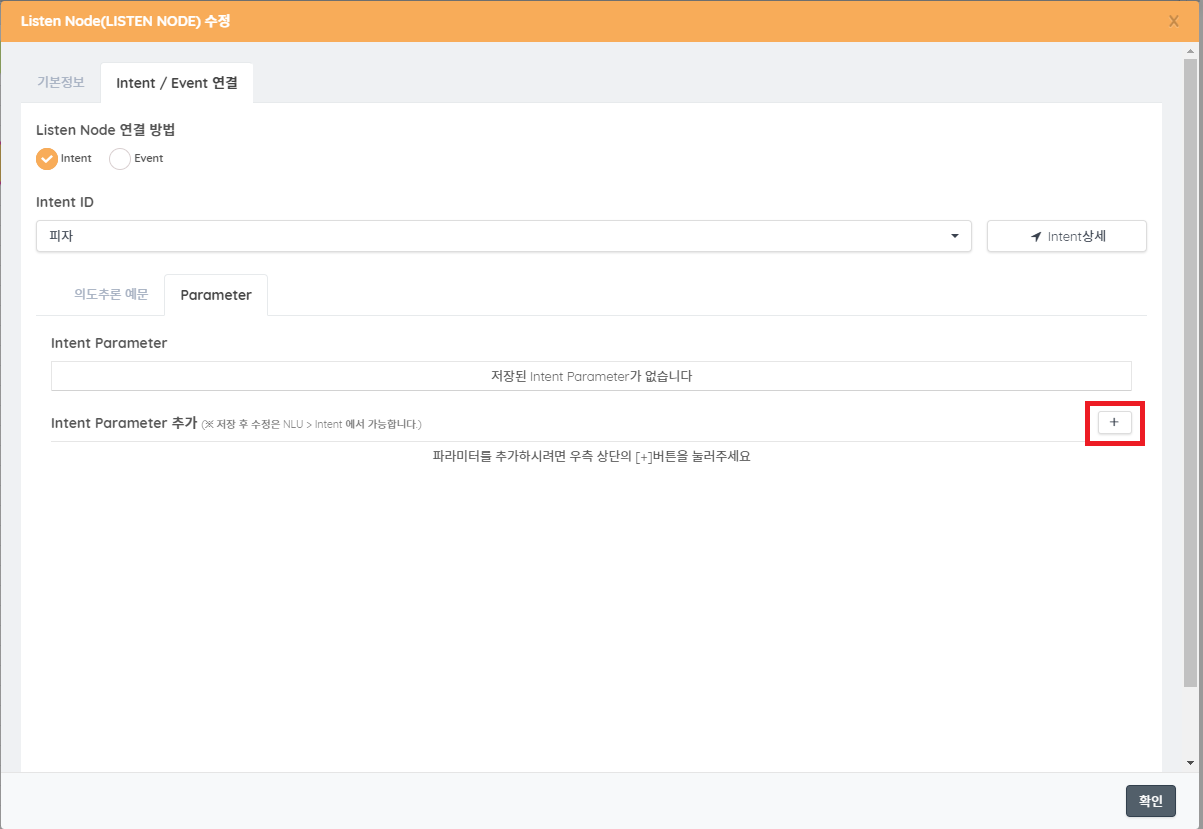 Listen Node(LISTEN NODE) 수정 X
기본정보 Intent / Event 연결
Listen Node 연결 방법
Intent Event
Intent ID
피자 Intent상세
의도추론 예문 Parameter
Intent Parameter
저장된 Intent Parameter가 없습니다
Intent Parameter 추가 (※ 저장 후 수정은 NLU > Intent 에서 가능합니다.) +
파라미터를 추가하시려면 우측 상단의 [+]버튼을 눌러주세요
확인